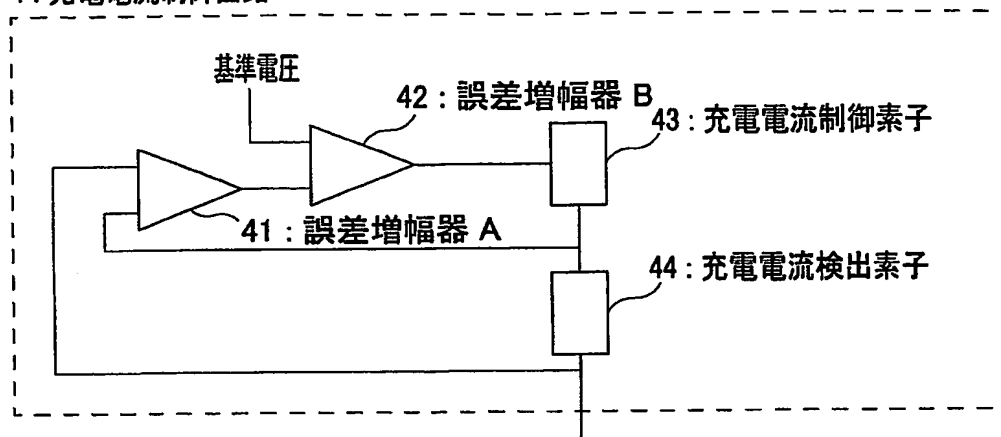 基準電圧
42 : 誤差増幅器 B
43 : 充電電流制御素子
41 : 誤差増幅器 A
44 : 充電電流検出素子